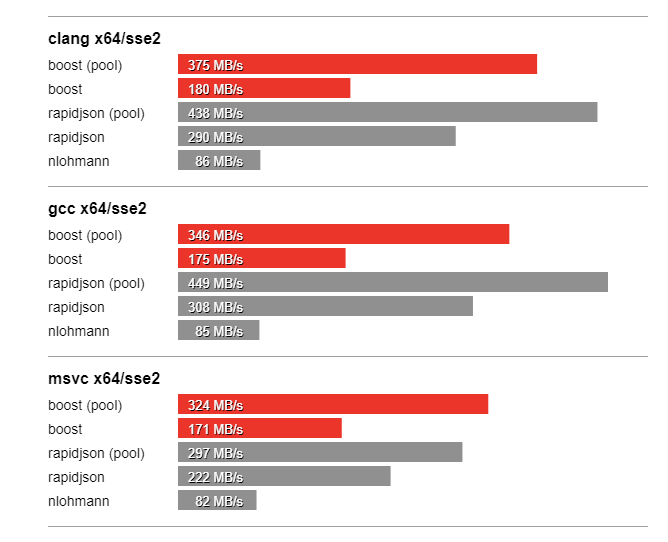 clang x64/sse2
boost (pool) 375 MB/s
boost 180 MB/s
rapidjson (pool) 438 MB/s
rapidjson 290 MB/s
nlohmann 86 MB/s
gcc x64/sse2
boost (pool) 346 MB/s
boost 175 MB/s
rapidjson (pool) 449 MB/s
rapidjson 308 MB/s
nlohmann 85 MB/s
msvc x64/sse2
boost (pool) 324 MB/s
boost 171 MB/s
rapidjson (pool) 297 MB/s
rapidjson 222 MB/s
nlohmann 82 MB/s